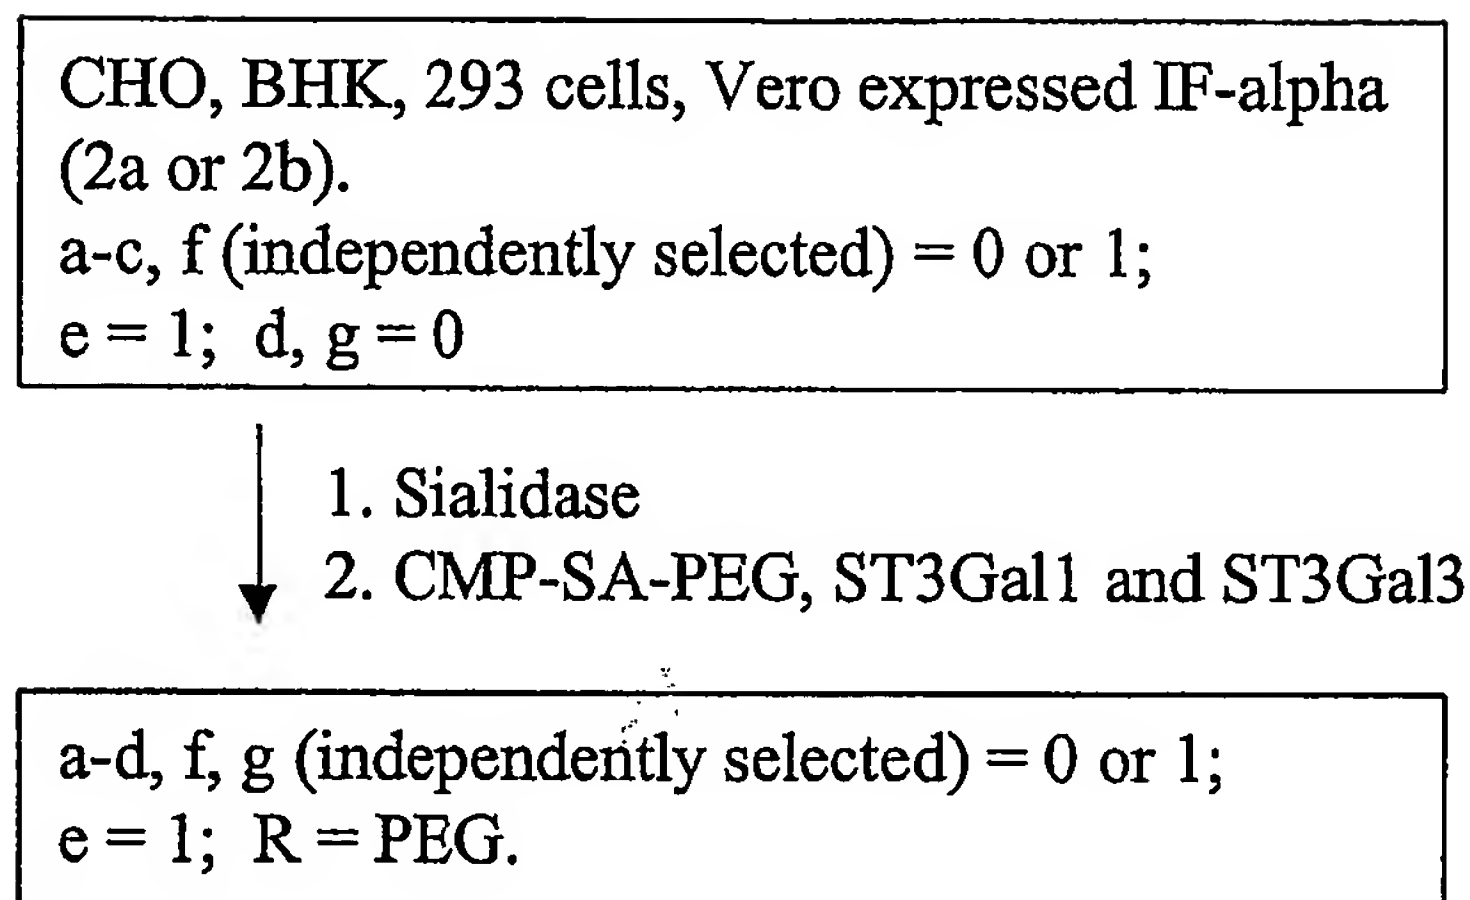 CHO, BHK, 293 cells, Vero expressed IF-alpha
(2a or 2b).
a-c, f (independently selected) = 0 or 1;
e = 1; d, g = 0
1. Sialidase
2. CMP-SA-PEG, ST3Gal1 and ST3Gal3
a-d, f, g (independently selected) = 0 or 1;
e = 1; R = PEG.